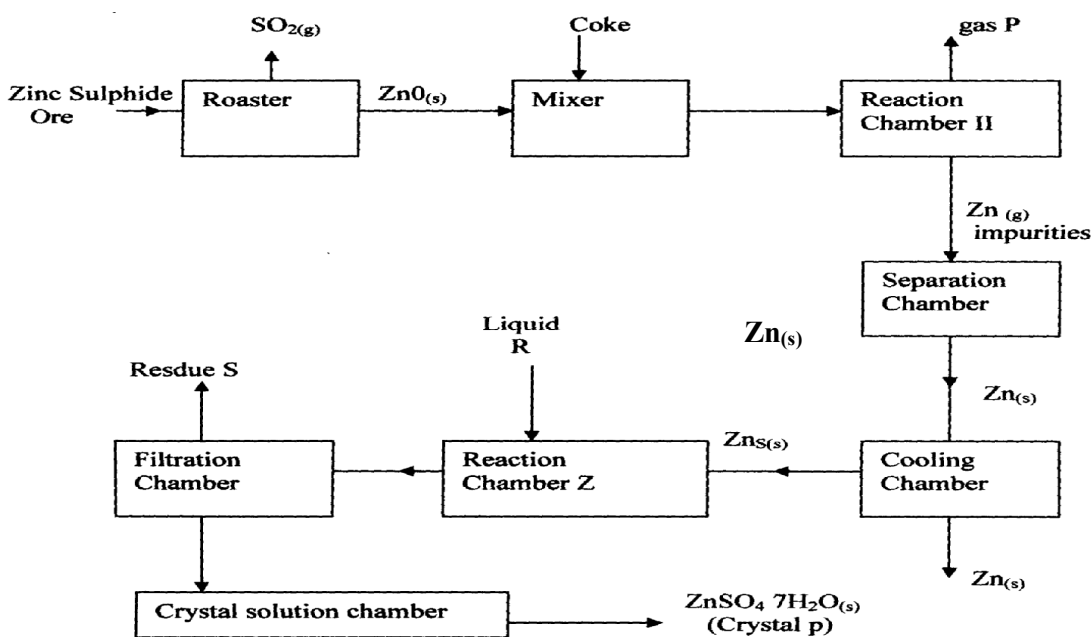 SO2(g)
Coke
gas P
Zinc Sulphide
Ore
Roaster
Zn0(s)
Mixer
Reaction
Chamber II
Zn (g)
impurities
Separation
Chamber
Liquid
R
Zn(s)
Resdue S
Zn(s)
Filtration
Chamber
Reaction
Chamber Z
ZnS(s)
Cooling
Chamber
Zn(s)
Crystal solution chamber
ZnSO4 7H2O(s)
(Crystal p)